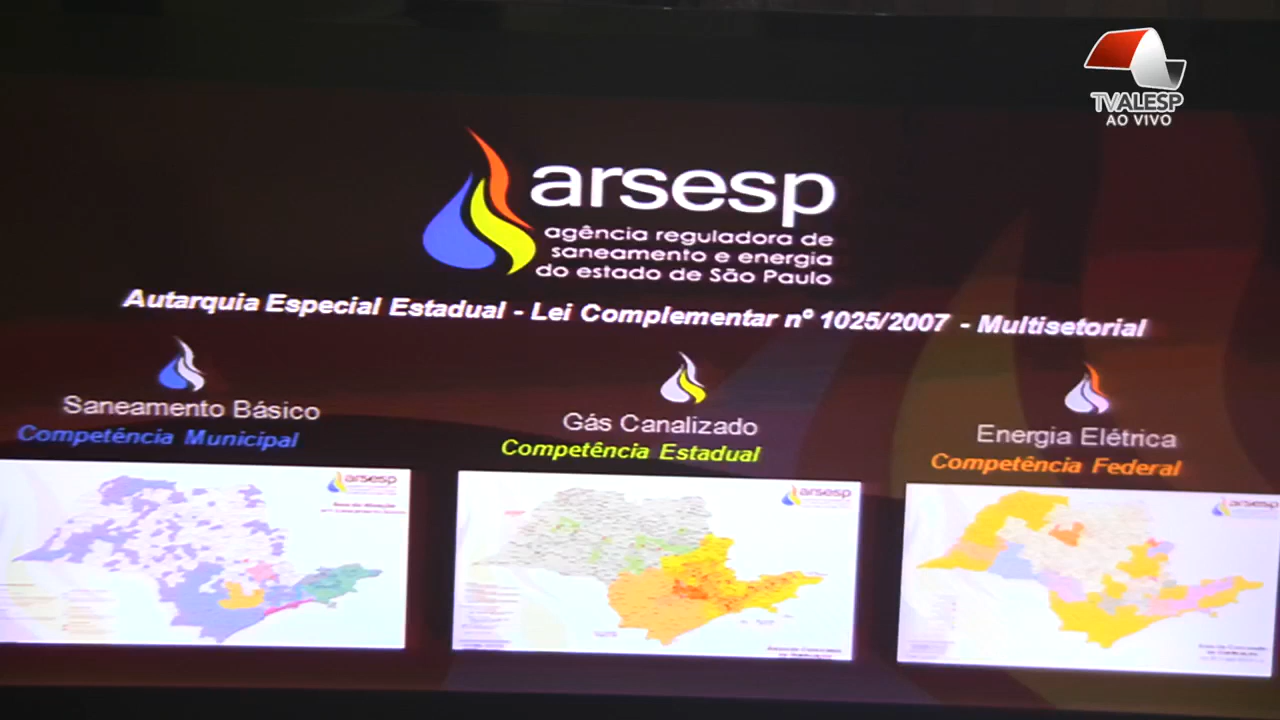 TVALESP
AO VIVO
arsesp
agência reguladora de
saneamento e energia
do estado de São Paulo
Autarquia Especial Estadual - Lei Complementar nº 1025/2007 - Multisetorial
Saneamento Básico
Competência Municipal
Gás Canalizado
Competência Estadual
Energia Elétrica
Competência Federal
arsesp
arsesp
arsesp